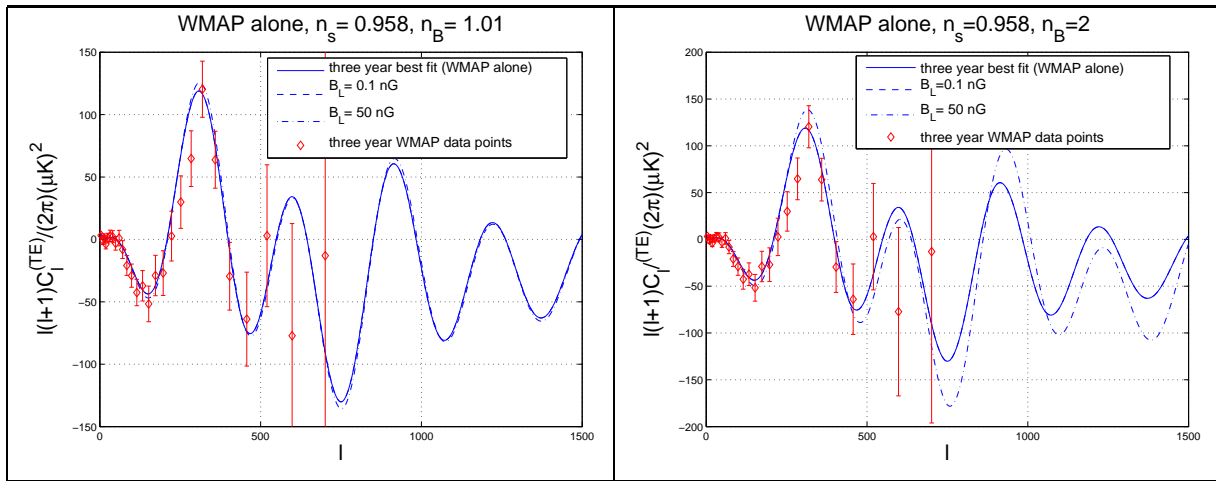 WMAP alone, n_s= 0.958, n_B= 1.01
three year best fit (WMAP alone)
B_L= 0.1 nG
B_L= 50 nG
three year WMAP data points
l(l+1)C_l^(TE)/(2π)(μK)^2
150
100
50
0
−50
−100
−150
0
500
1000
1500
l
WMAP alone, n_s=0.958, n_B=2
three year best fit (WMAP alone)
B_L=0.1 nG
B_L= 50 nG
three year WMAP data points
l(l+1)C_l/^(TE)(2π)(μK)^2
200
150
100
50
0
−50
−100
−150
−200
0
500
1000
1500
l